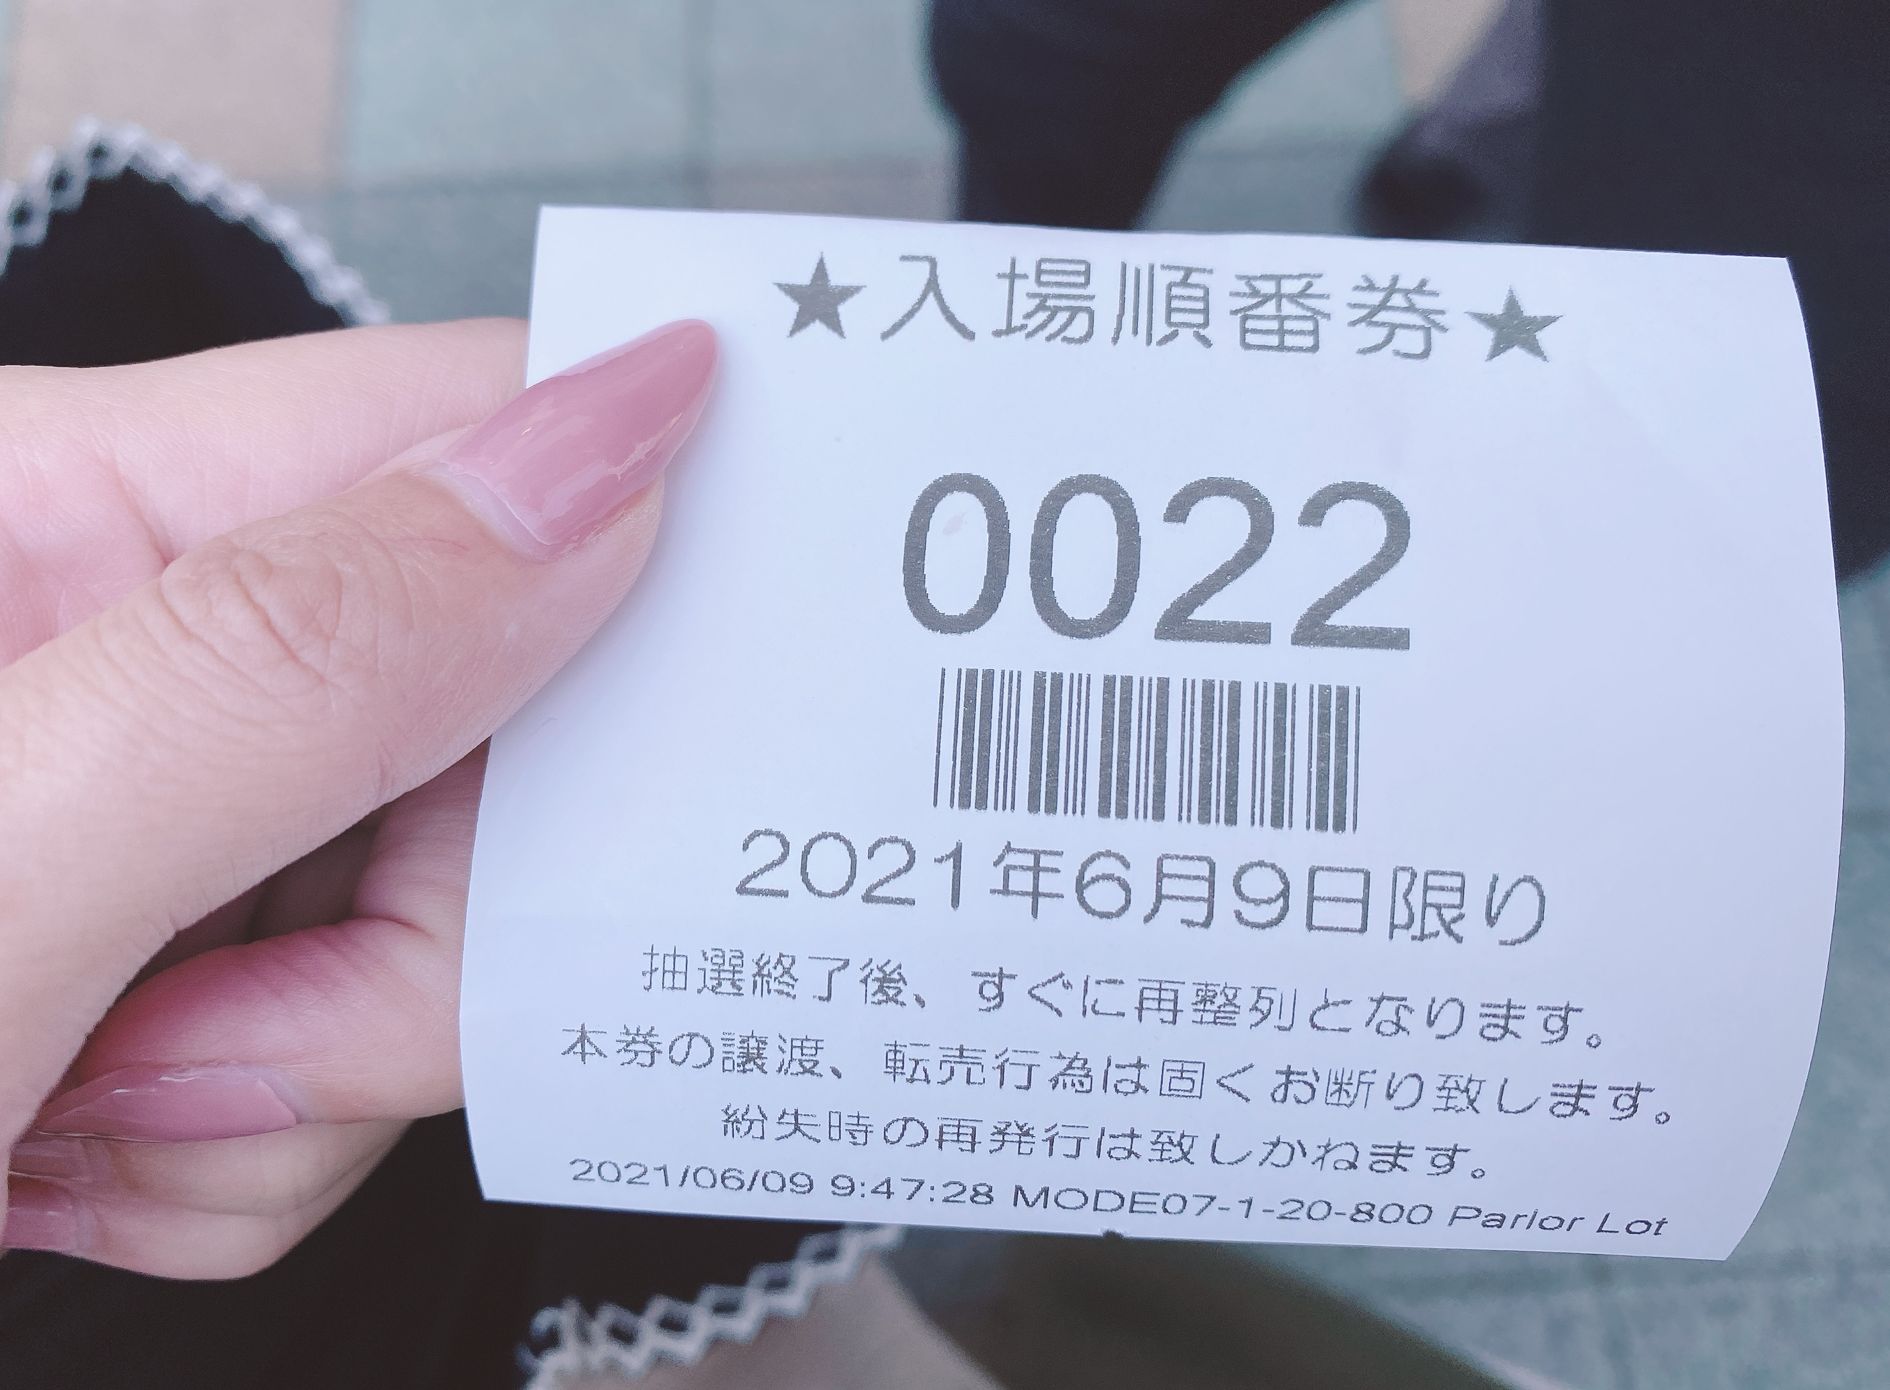 ★入場順番券★
0022
2021年6月9日限り
抽選終了後、すぐに再整列となります。
本券の譲渡、転売行為は固くお断り致します。
紛失時の再発行は致しかねます。
2021/06/09 9:47:28 MODE07-1-20-800 Parlor Lot